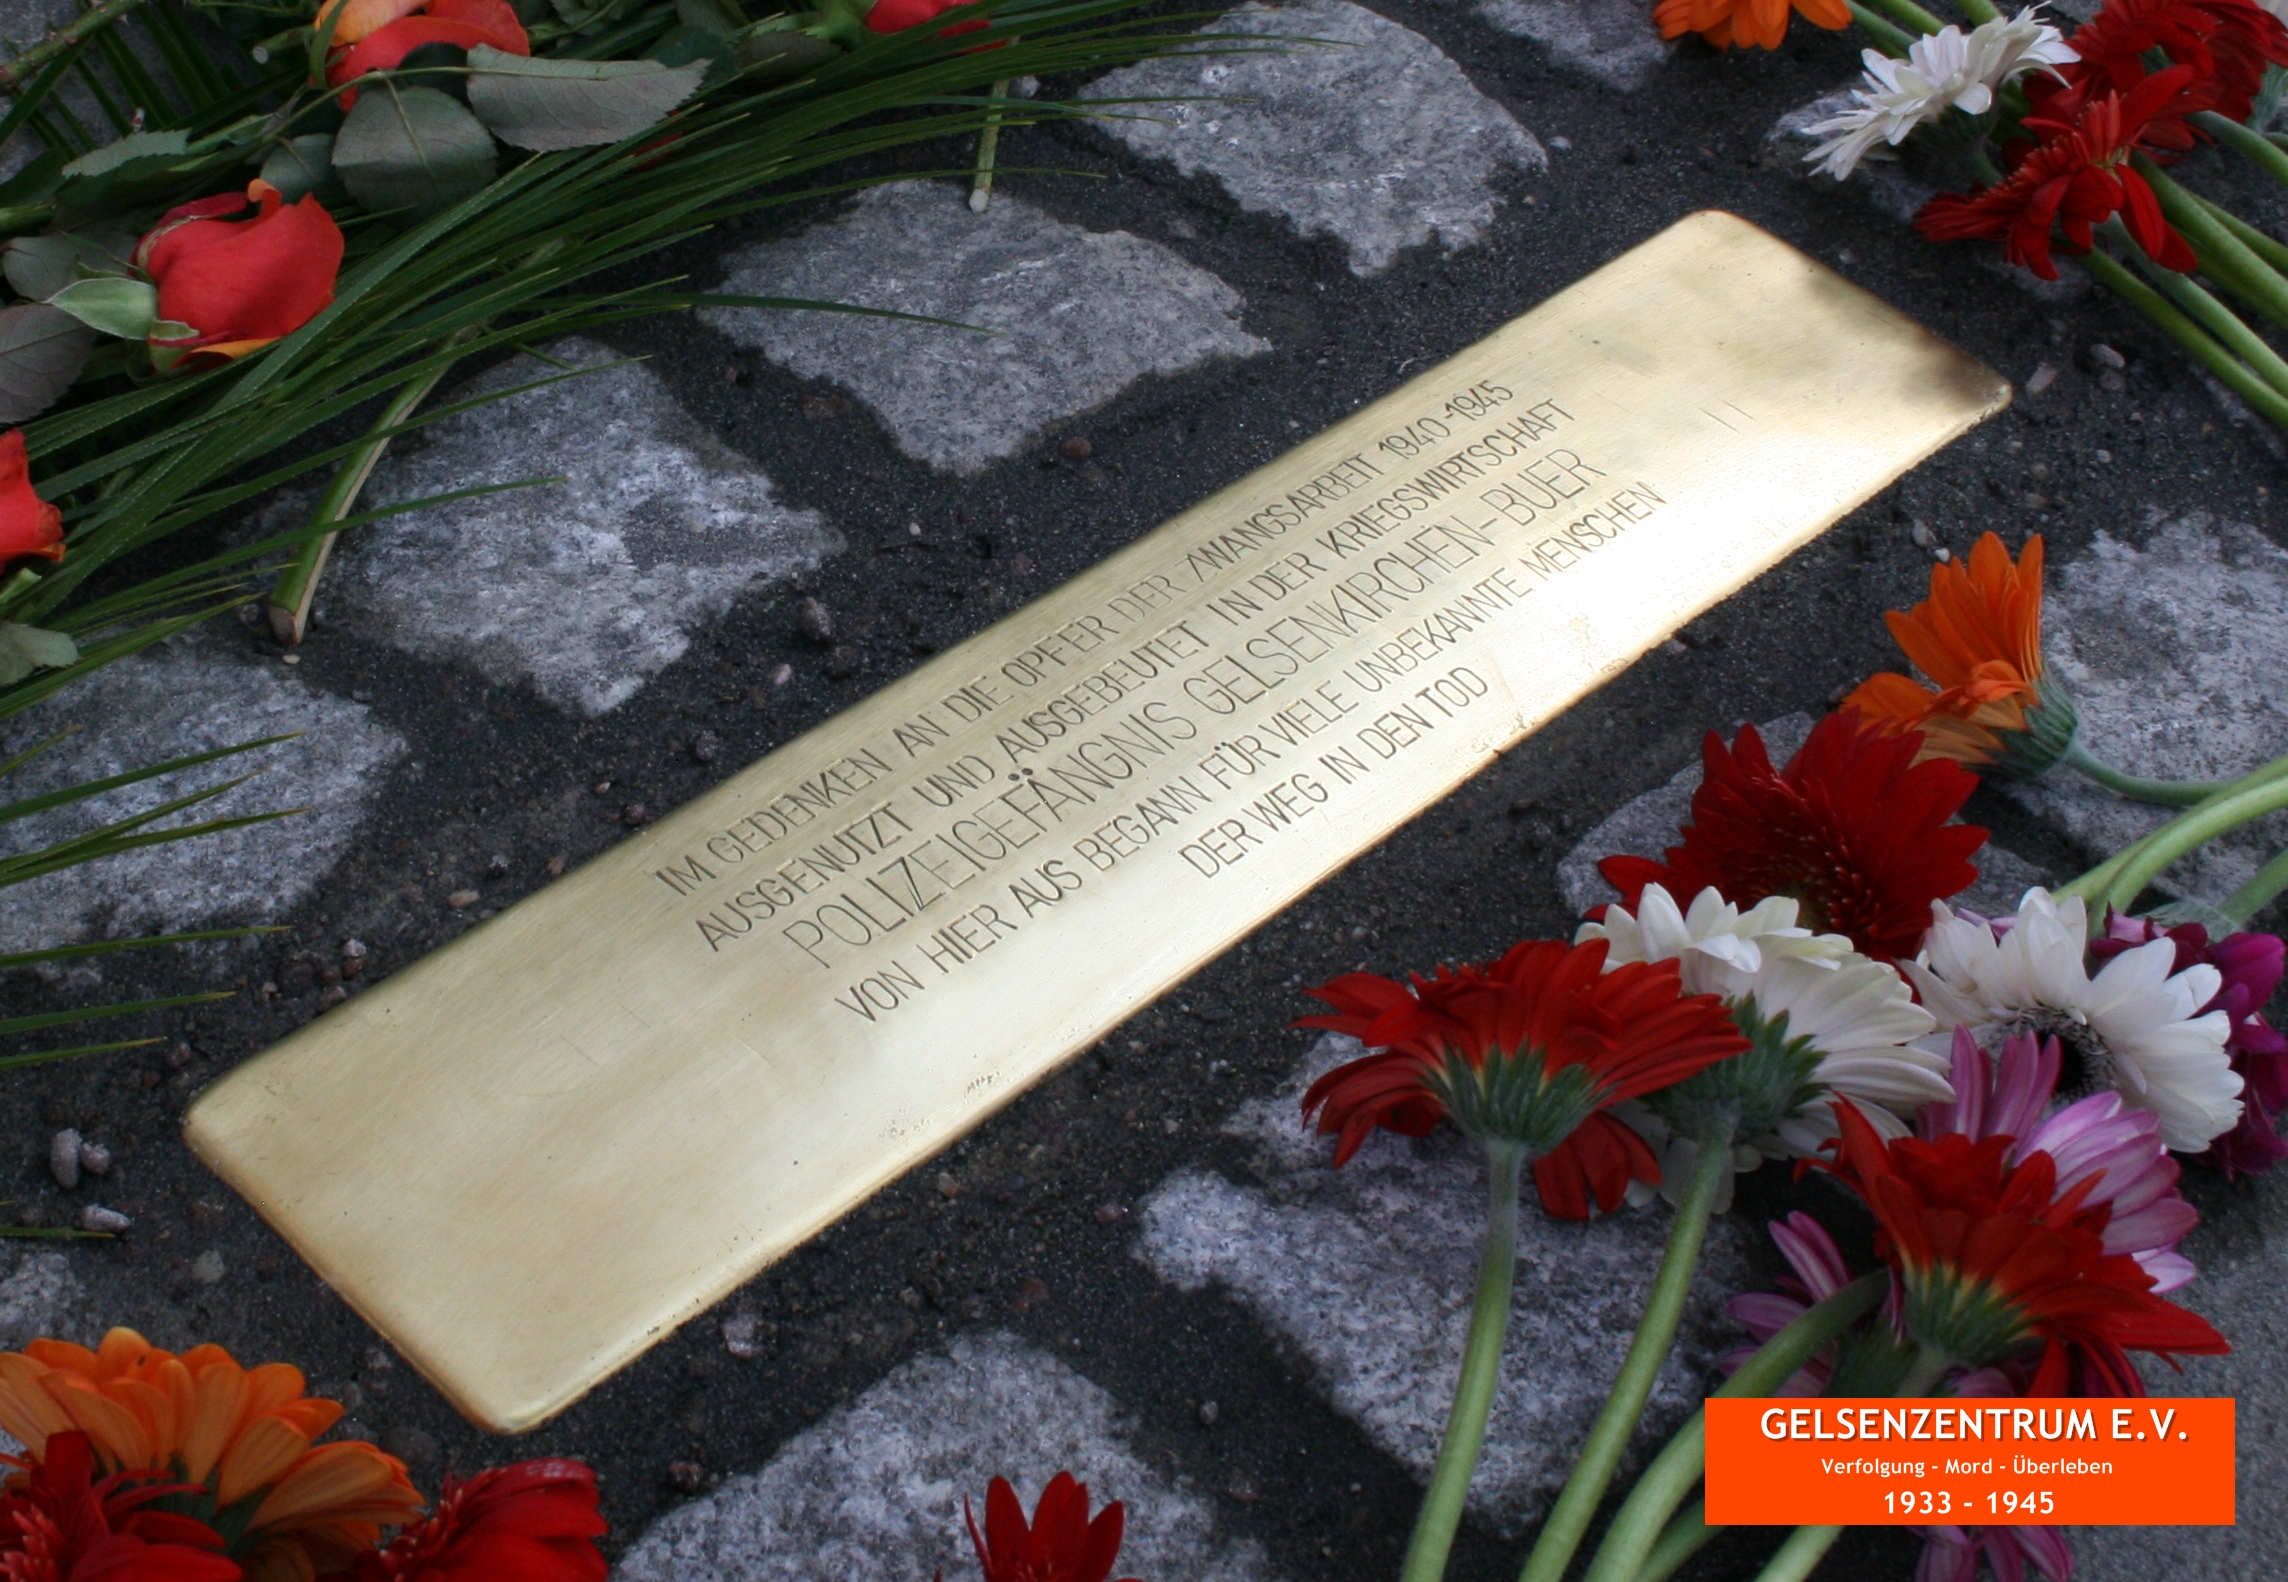 IM GEDENKEN AN DIE OPFER DER ZWANGSARBEIT 1940-1945
AUSGENUTZT UND AUSGEBEUTET IN DER KRIEGSWIRTSCHAFT
POLIZEIGEFÄNGNIS GELSENKIRCHEN-BUER
VON HIER AUS BEGANN FÜR VIELE UNBEKANNTE MENSCHEN
DER WEG IN DEN TOD
GELSENZENTRUM E.V.
Verfolgung - Mord - Überleben
1933 - 1945